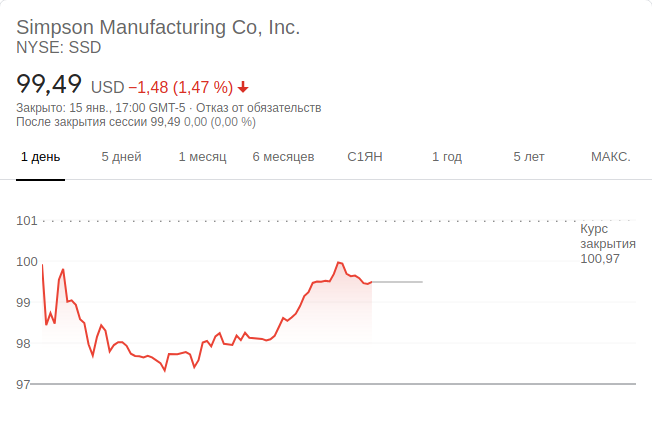 Simpson Manufacturing Co, Inc.
NYSE: SSD
99,49 USD −1,48 (1,47 %)
Закрыто: 15 янв., 17:00 GMT-5 · Отказ от обязательств
После закрытия сессии 99,49 0,00 (0,00 %)
1 день 5 дней 1 месяц 6 месяцев С1ЯН 1 год 5 лет МАКС.
101
Курс
закрытия
100,97
100
99
98
97